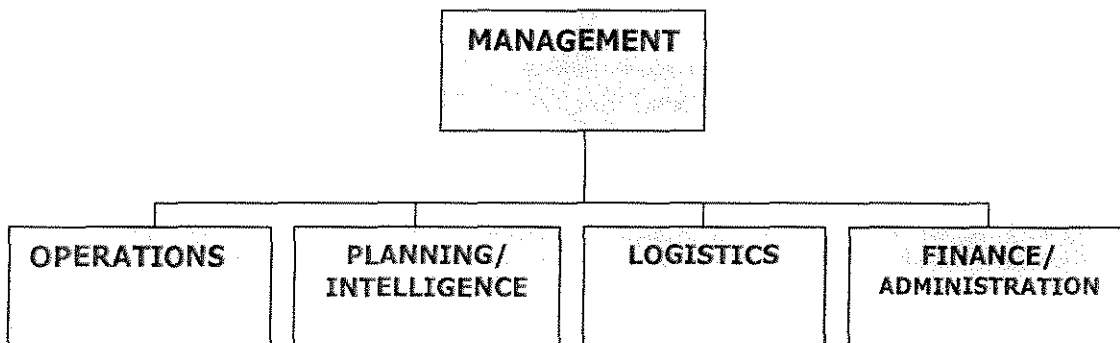 MANAGEMENT
OPERATIONS
PLANNING/
INTELLIGENCE
LOGISTICS
FINANCE/
ADMINISTRATION